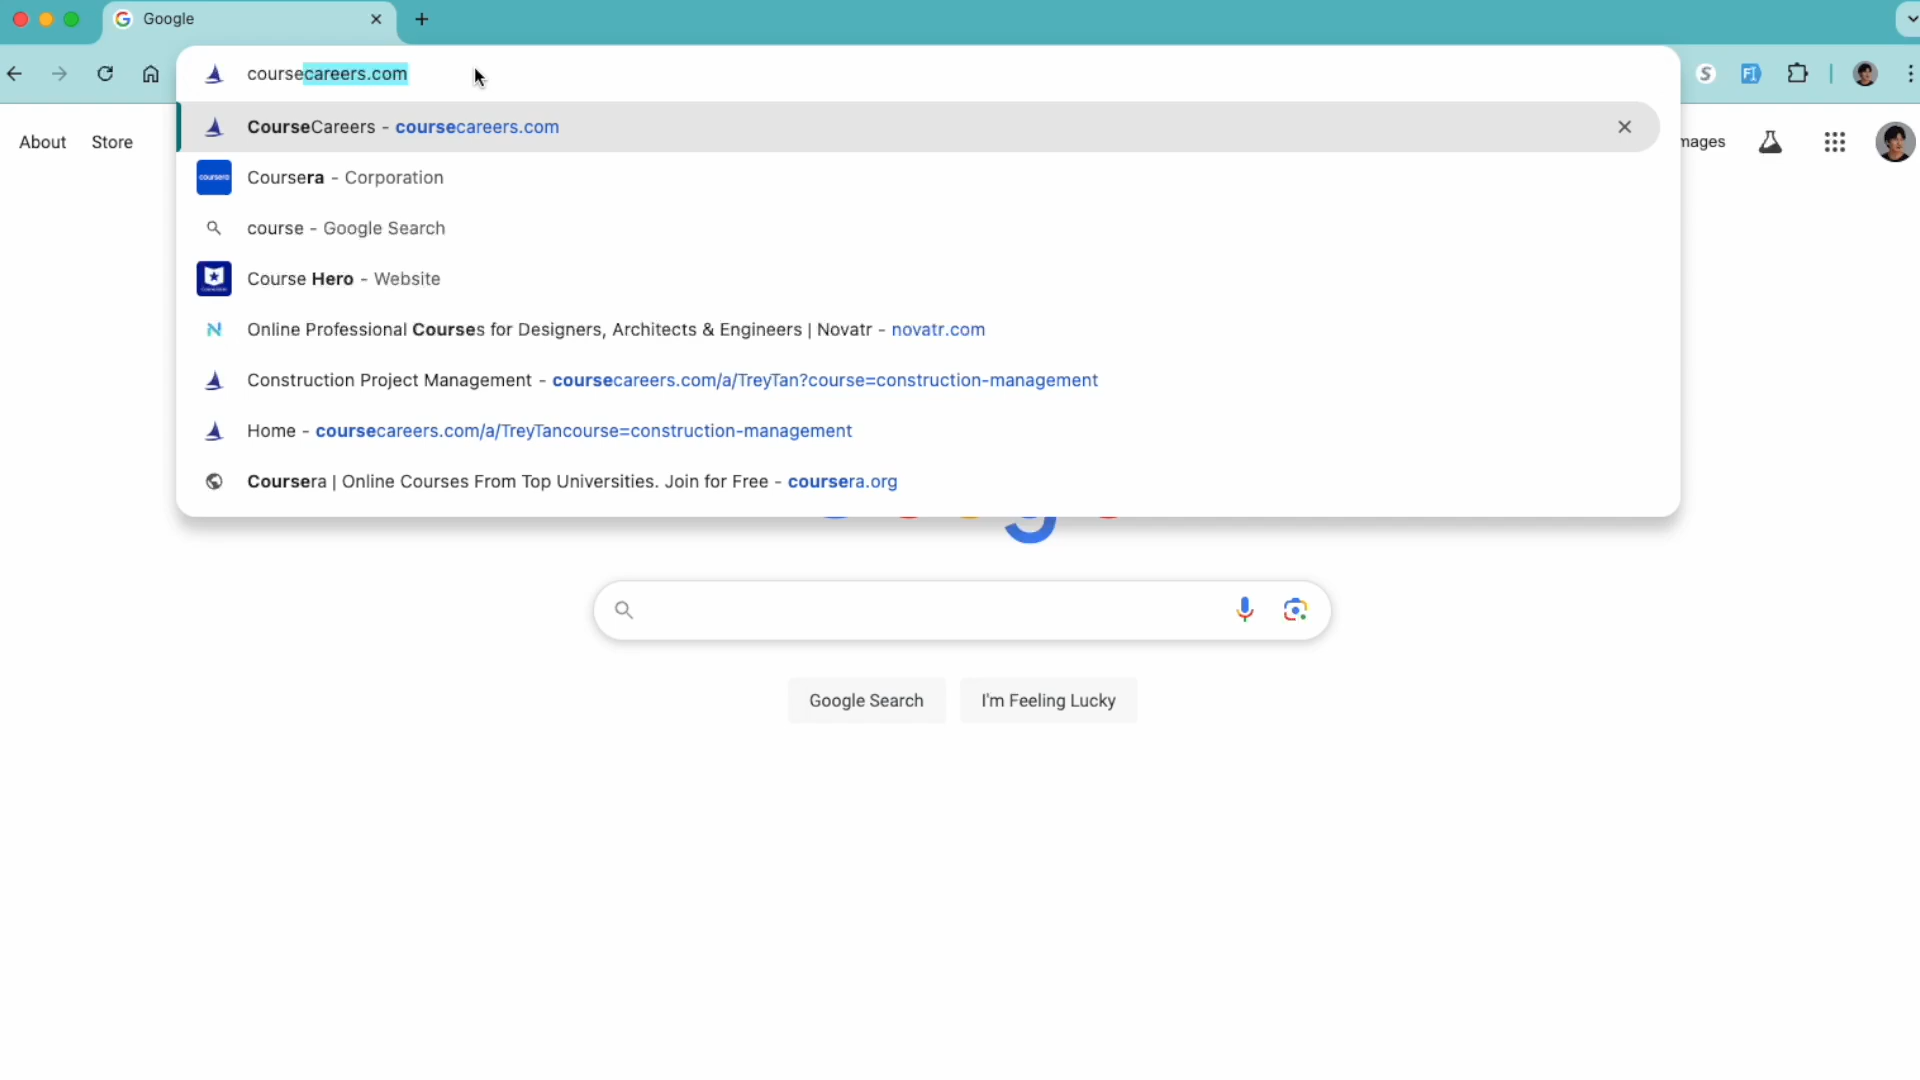 Google
coursecareers.com
CourseCareers - coursecareers.com
About Store
mages
coursera
Coursera - Corporation
course - Google Search
Course Hero - Website
Online Professional Courses for Designers, Architects & Engineers | Novatr - novatr.com
Construction Project Management - coursecareers.com/a/TreyTan?course=construction-management
Home - coursecareers.com/a/TreyTancourse=construction-management
Coursera | Online Courses From Top Universities. Join for Free - coursera.org
Google Search
I'm Feeling Lucky